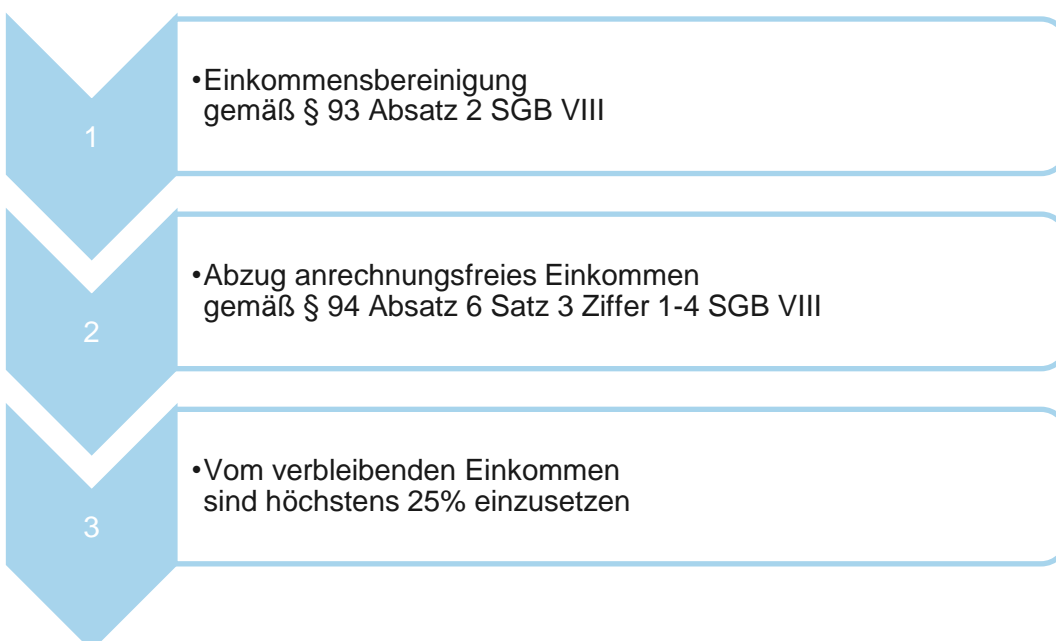 1
•Einkommensbereinigung
gemäß § 93 Absatz 2 SGB VIII
2
•Abzug anrechnungsfreies Einkommen
gemäß § 94 Absatz 6 Satz 3 Ziffer 1-4 SGB VIII
3
•Vom verbleibenden Einkommen
sind höchstens 25% einzusetzen